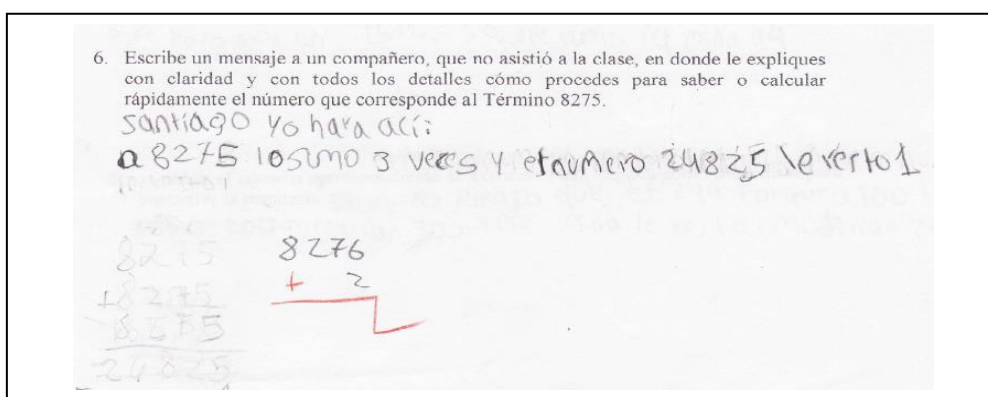 6. Escribe un mensaje a un compañero, que no asistió a la clase, en donde le expliques
con claridad y con todos los detalles cómo procedes para saber o calcular
rápidamente el número que corresponde al Término 8275.
Santiago yo haría ací:
a 8275 lo sumo 3 veces y el numero 24825 le resto 1
8275
+8275
8275
24825
8276
+ 2